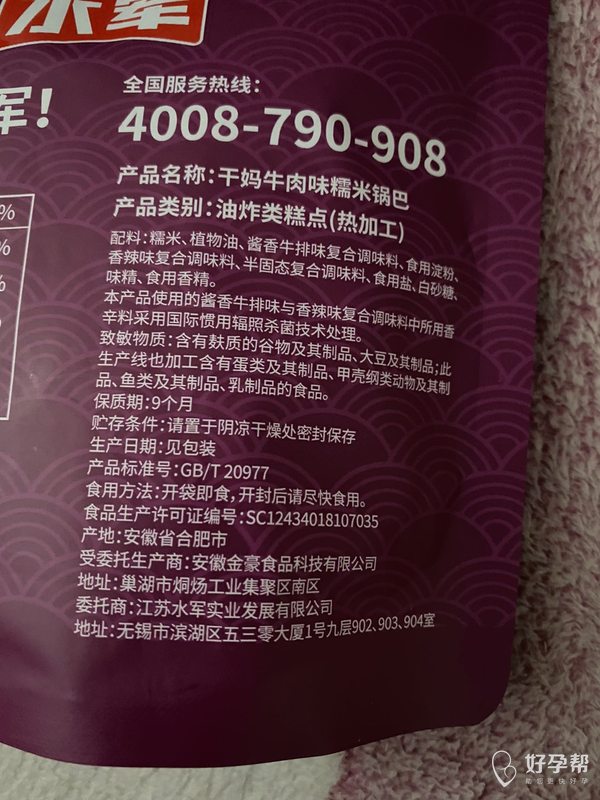 水军
军!
%
%
%
全国服务热线：
4008-790-908
产品名称：干妈牛肉味糯米锅巴
产品类别：油炸类糕点(热加工)
配料：糯米、植物油、酱香牛排味复合调味料、食用淀粉、
香辣味复合调味料、半固态复合调味料、食用盐、白砂糖、
味精、食用香精。
本产品使用的酱香牛排味与香辣味复合调味料中所用香
辛料采用国际惯用辐照杀菌技术处理。
致敏物质：含有麸质的谷物及其制品、大豆及其制品；此
生产线也加工含有蛋类及其制品、甲壳纲类动物及其制
品、鱼类及其制品、乳制品的食品。
保质期：9个月
贮存条件：请置于阴凉干燥处密封保存
生产日期：见包装
产品标准号：GB/T 20977
食用方法：开袋即食，开封后请尽快食用。
食品生产许可证编号：SC12434018107035
产地：安徽省合肥市
受委托生产商：安徽金豪食品科技有限公司
地址：巢湖市烔炀工业集聚区南区
委托商：江苏水军实业发展有限公司
地址：无锡市滨湖区五三零大厦1号九层902、903、904室
好孕帮
助您更快好孕